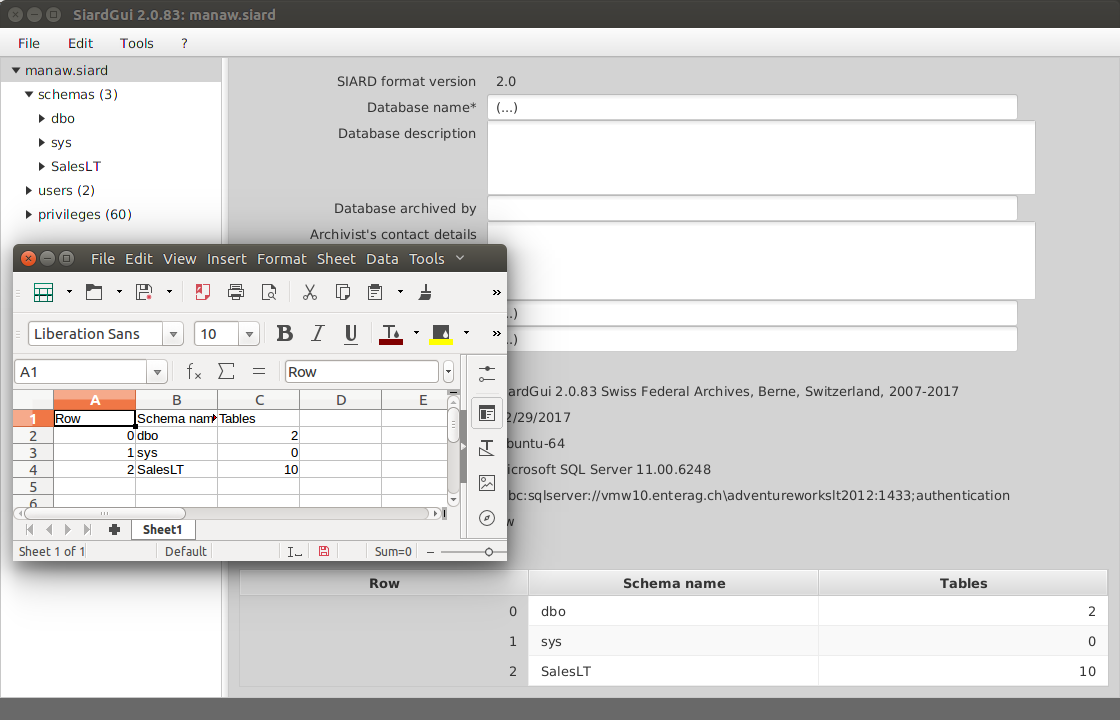 SiardGui 2.0.83: manaw.siard
File Edit Tools ?
manaw.siard
schemas (3)
dbo
sys
SalesLT
users (2)
privileges (60)
SIARD format version 2.0
Database name* (...)
Database description
Database archived by
Archivist's contact details
.)
.)
ardGui 2.0.83 Swiss Federal Archives, Berne, Switzerland, 2007-2017
2/29/2017
buntu-64
icrosoft SQL Server 11.00.6248
bc:sqlserver://vmw10.enterag.ch\adventureworkslt2012:1433;authentication
w
File Edit View Insert Format Sheet Data Tools
Liberation Sans 10 B I U
A1 Row
A B C D E
1 Row Schema nam Tables
2 0 dbo 2
3 1 sys 0
4 2 SalesLT 10
5
6
Sheet1
Sheet 1 of 1 Default Sum=0
Row Schema name Tables
0 dbo 2
1 sys 0
2 SalesLT 10